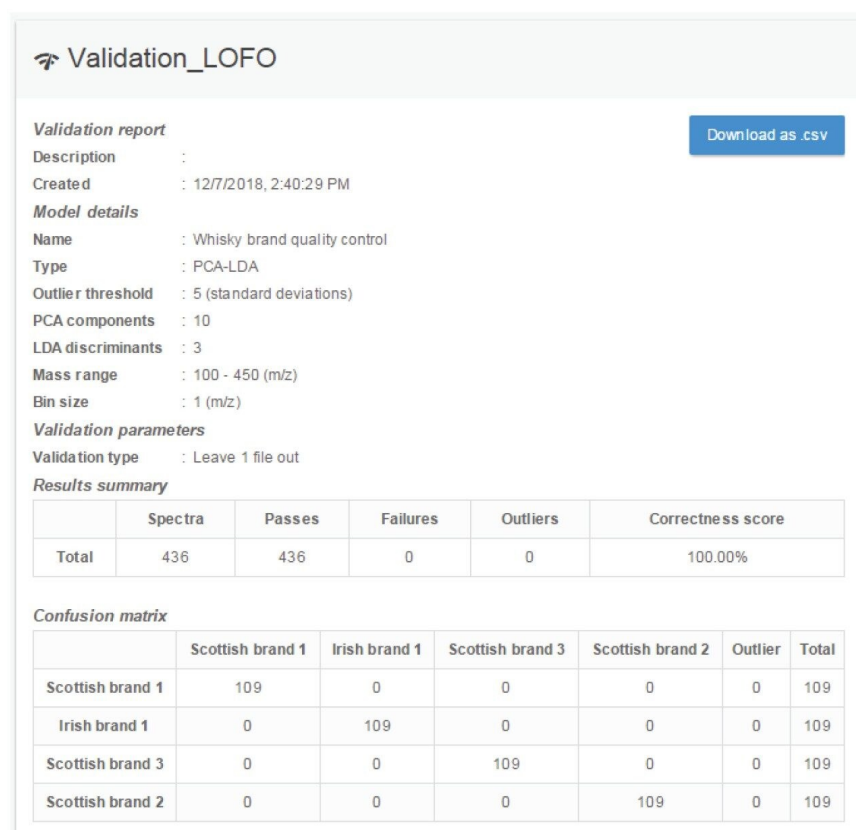 Validation_LOFO
Validation report
Download as .csv
Description :
Created : 12/7/2018, 2:40:29 PM
Model details
Name : Whisky brand quality control
Type : PCA-LDA
Outlier threshold : 5 (standard deviations)
PCA components : 10
LDA discriminants : 3
Mass range : 100 - 450 (m/z)
Bin size : 1 (m/z)
Validation parameters
Validation type : Leave 1 file out
Results summary
Spectra Passes Failures Outliers Correctness score
Total 436 436 0 0 100.00%
Confusion matrix
Scottish brand 1 Irish brand 1 Scottish brand 3 Scottish brand 2 Outlier Total
Scottish brand 1 109 0 0 0 0 109
Irish brand 1 0 109 0 0 0 109
Scottish brand 3 0 0 109 0 0 109
Scottish brand 2 0 0 0 109 0 109